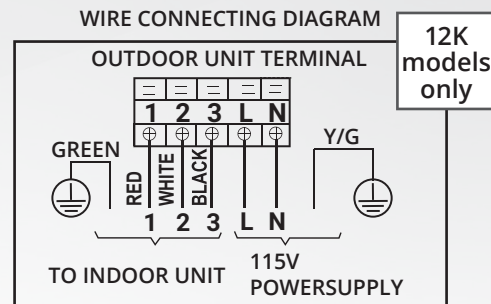 WIRE CONNECTING DIAGRAM
12K
models
only
OUTDOOR UNIT TERMINAL
1 2 3 L N
GREEN
RED
WHITE
BLACK
Y/G
1 2 3 L N
TO INDOOR UNIT
115V
POWERSUPPLY